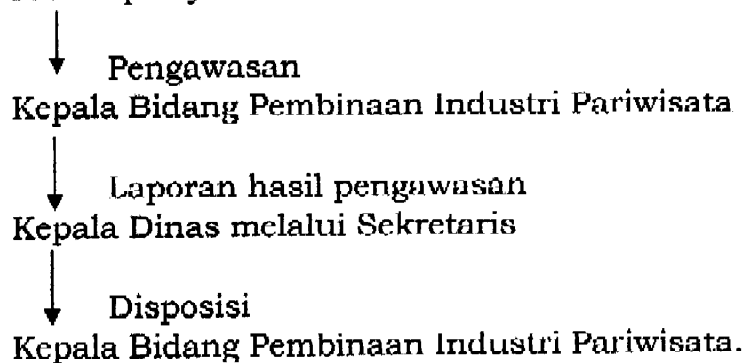 Pengawasan
Kepala Bidang Pembinaan Industri Pariwisata
Laporan hasil pengawasan
Kepala Dinas melalui Sekretaris
Disposisi
Kepala Bidang Pembinaan Industri Pariwisata.